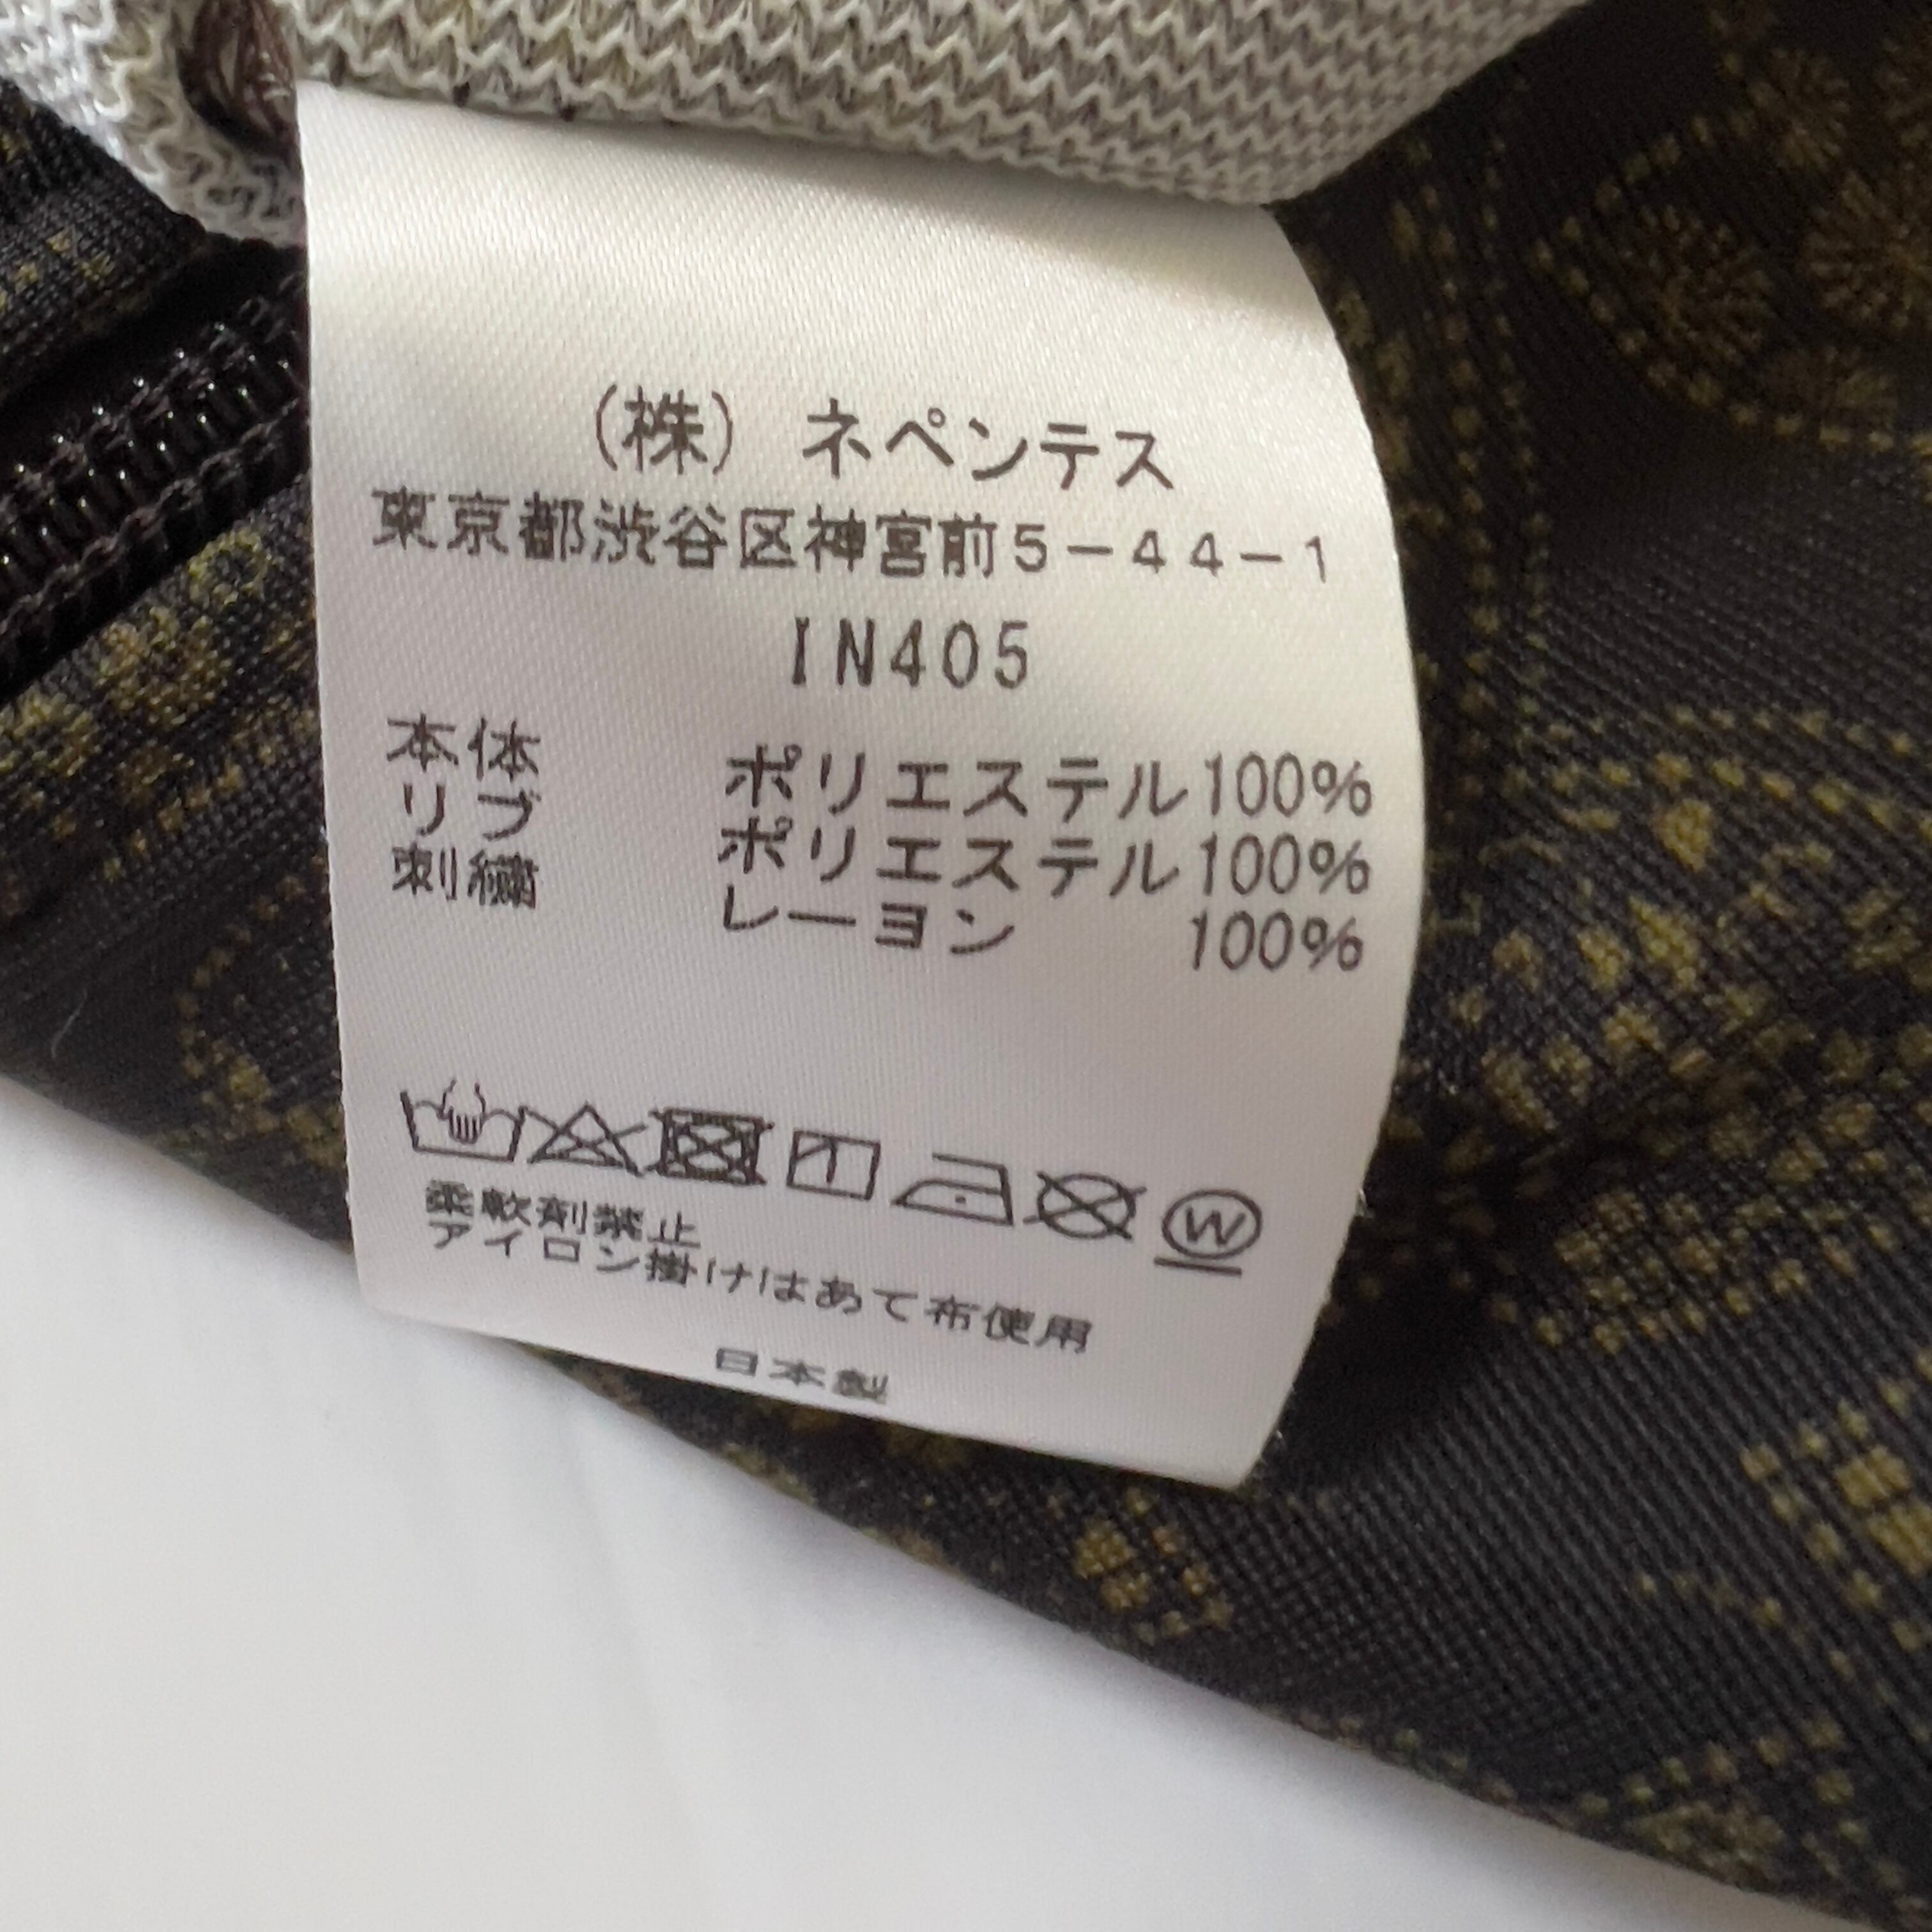 (株) ネペンテス
東京都渋谷区神宮前5-44-1
IN405
本体 ポリエステル100%
リブ ポリエステル100%
刺繍 レーヨン 100%
W
柔軟剤禁止
アイロン掛けはあて布使用
日本製